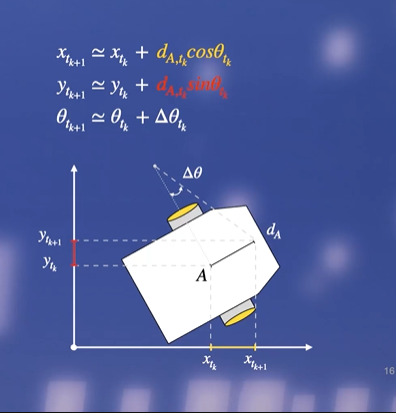 x_{t_{k+1}} ≃ x_{t_k} + d_{A,t_k}cosθ_{t_k}
y_{t_{k+1}} ≃ y_{t_k} + d_{A,t_k}sinθ_{t_k}
θ_{t_{k+1}} ≃ θ_{t_k} + Δθ_{t_k}
Δθ
d_A
y_{t_{k+1}}
y_{t_k}
A
x_{t_k} x_{t_{k+1}}
16